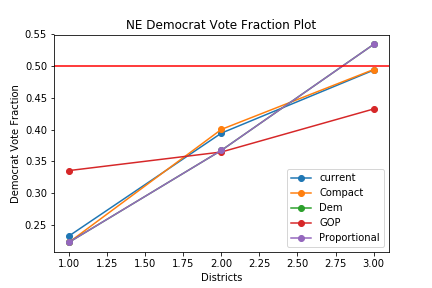 NE Democrat Vote Fraction Plot
0.55
0.50
0.45
0.40
0.35
0.30
0.25
Democrat Vote Fraction
current
Compact
Dem
GOP
Proportional
1.00 1.25 1.50 1.75 2.00 2.25 2.50 2.75 3.00
Districts